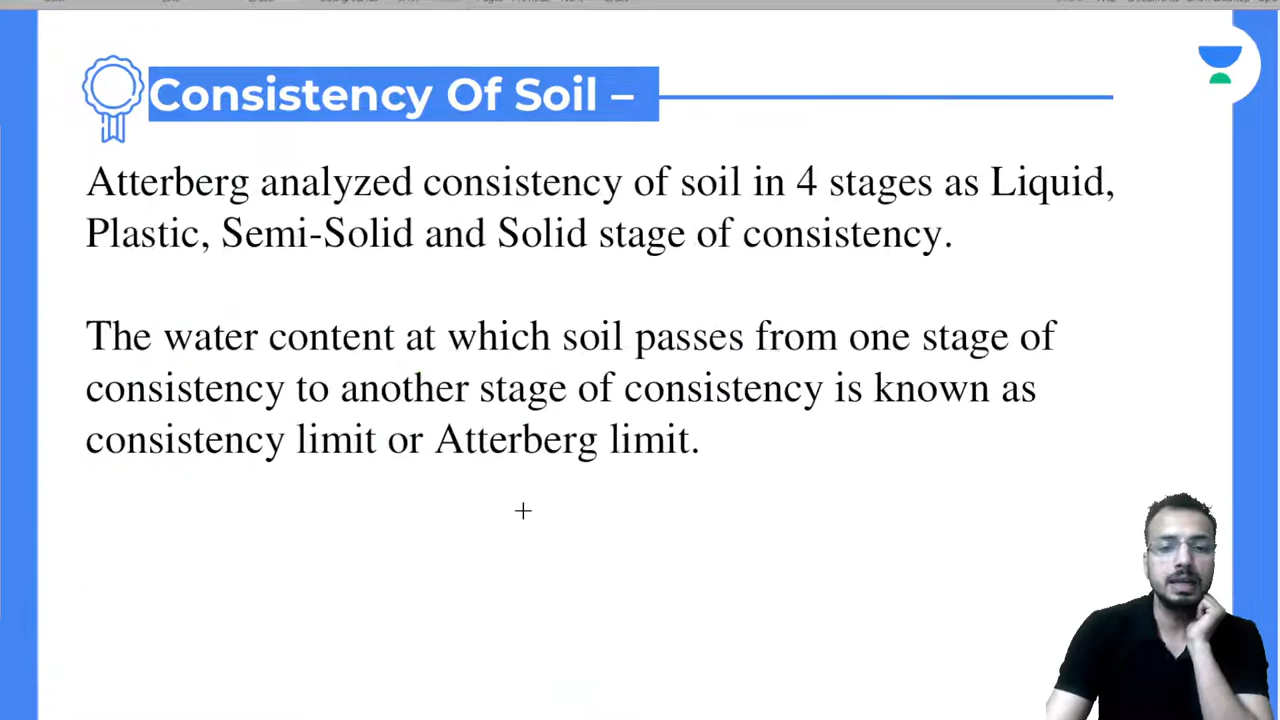 Consistency Of Soil –
Atterberg analyzed consistency of soil in 4 stages as Liquid,
Plastic, Semi-Solid and Solid stage of consistency.
The water content at which soil passes from one stage of
consistency to another stage of consistency is known as
consistency limit or Atterberg limit.